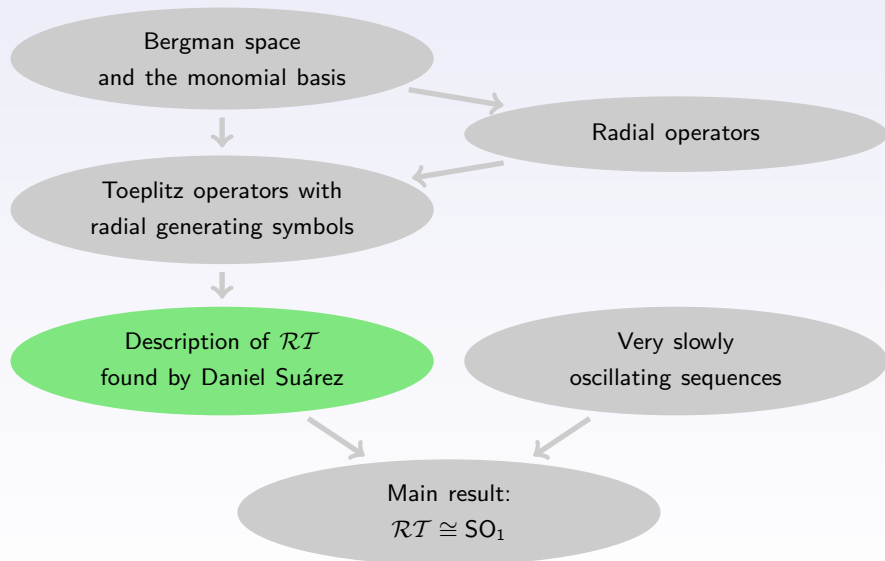 Bergman space
and the monomial basis
Radial operators
Toeplitz operators with
radial generating symbols
Description of ℛ𝒯
found by Daniel Suárez
Very slowly
oscillating sequences
Main result:
ℛ𝒯 ≅ SO₁